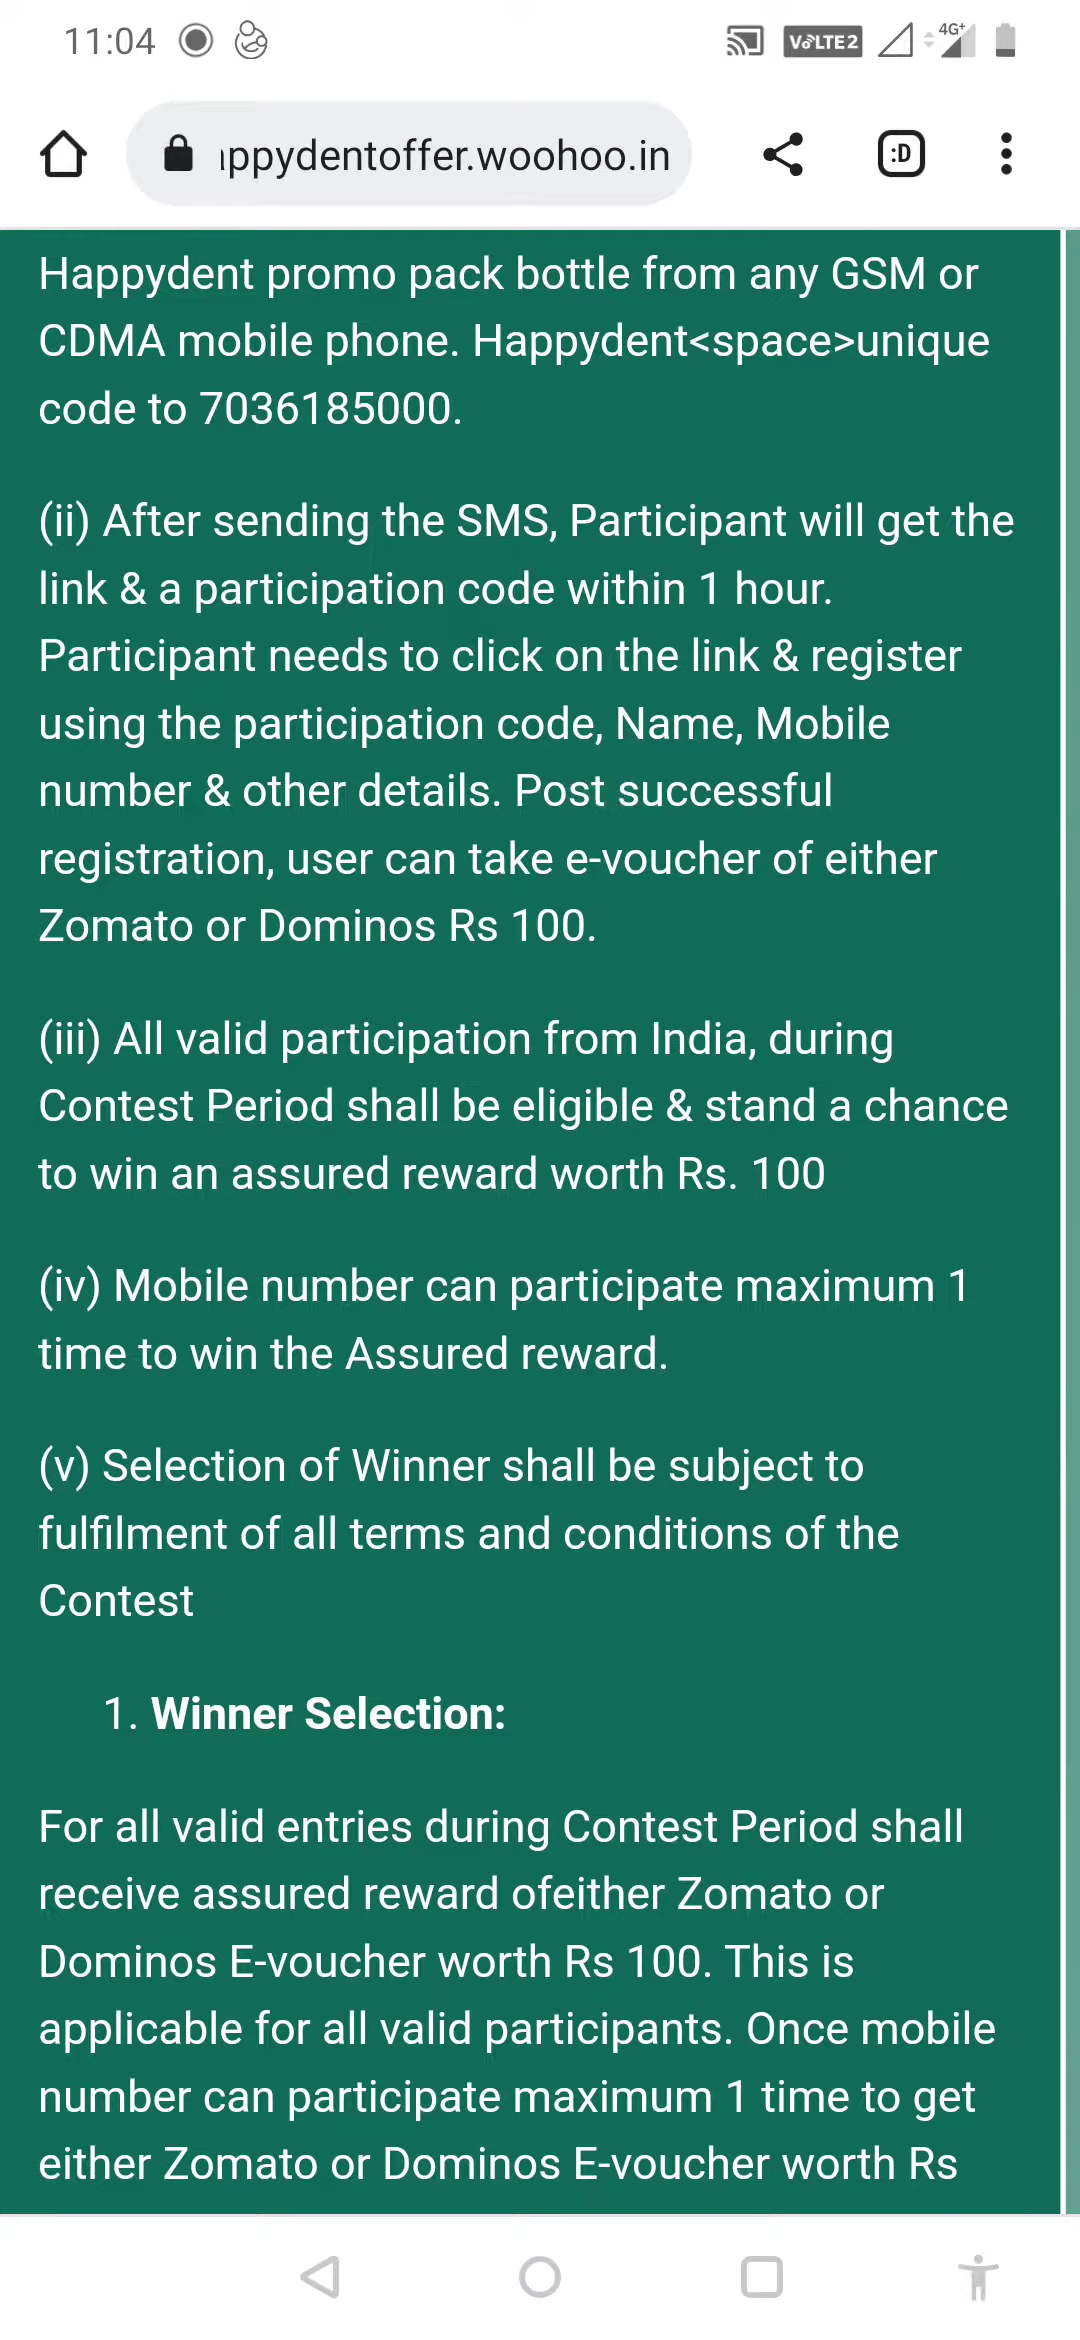 11:04
VoLTE2
4G+
appydentoffer.woohoo.in
:D
Happydent promo pack bottle from any GSM or
CDMA mobile phone. Happydent<space>unique
code to 7036185000.
(ii) After sending the SMS, Participant will get the
link & a participation code within 1 hour.
Participant needs to click on the link & register
using the participation code, Name, Mobile
number & other details. Post successful
registration, user can take e-voucher of either
Zomato or Dominos Rs 100.
(iii) All valid participation from India, during
Contest Period shall be eligible & stand a chance
to win an assured reward worth Rs. 100
(iv) Mobile number can participate maximum 1
time to win the Assured reward.
(v) Selection of Winner shall be subject to
fulfilment of all terms and conditions of the
Contest
1. Winner Selection:
For all valid entries during Contest Period shall
receive assured reward ofeither Zomato or
Dominos E-voucher worth Rs 100. This is
applicable for all valid participants. Once mobile
number can participate maximum 1 time to get
either Zomato or Dominos E-voucher worth Rs